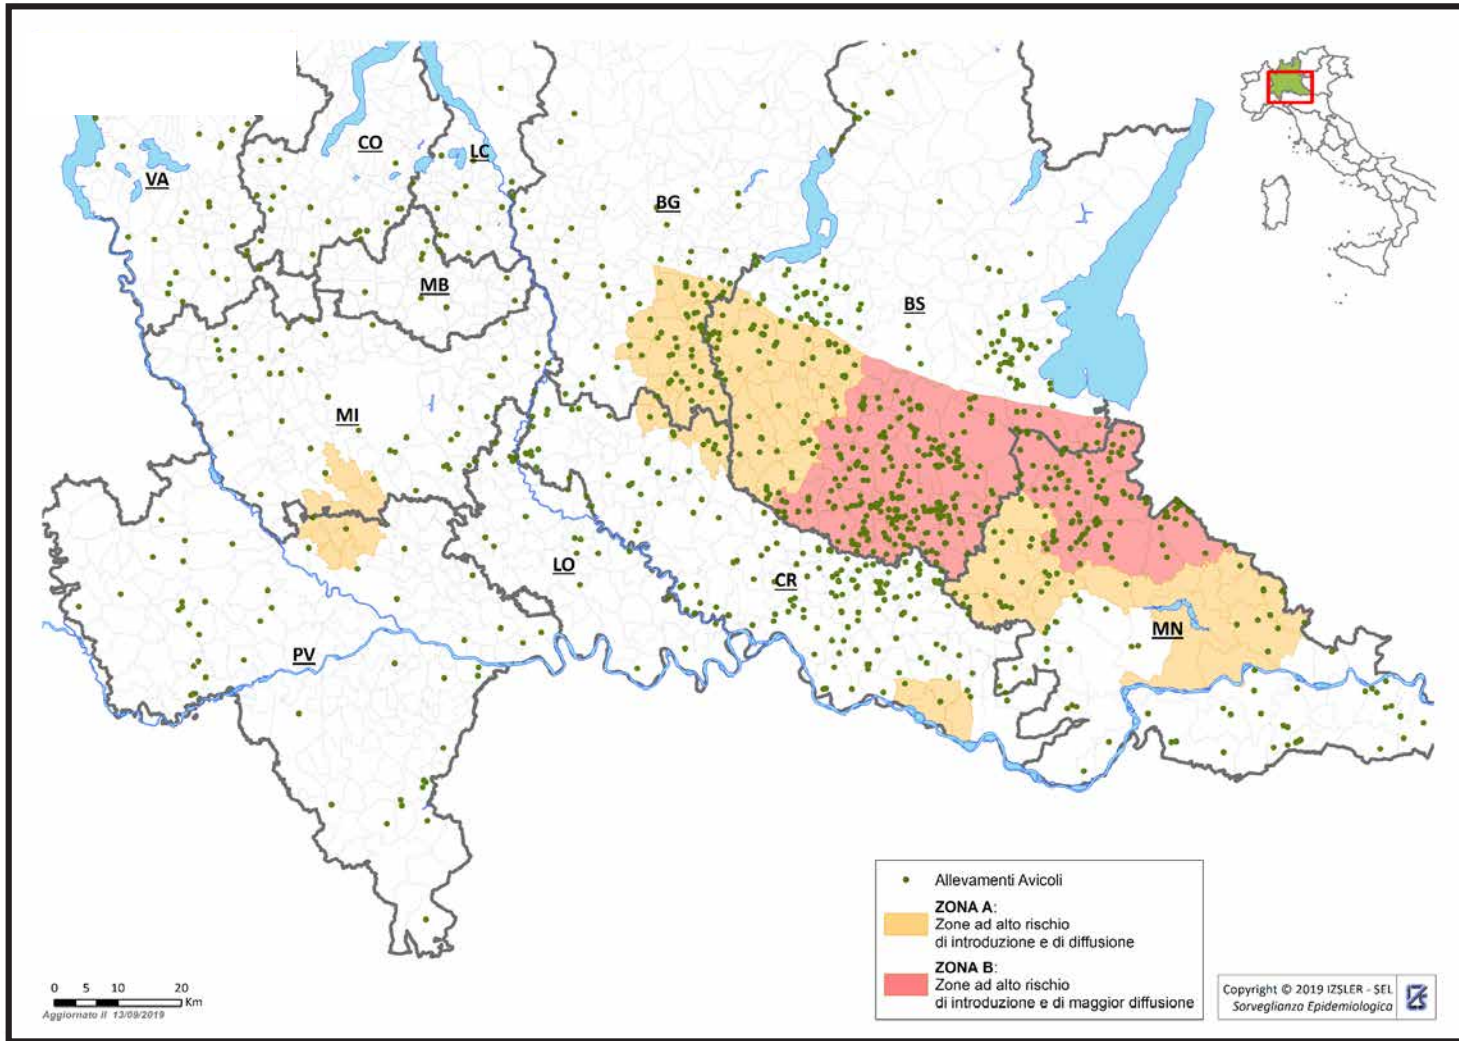 CO
LC
VA
BG
MB
BS
MI
LO
CR
MN
PV
Allevamenti Avicoli
ZONA A:
Zone ad alto rischio
di introduzione e di diffusione
ZONA B:
Zone ad alto rischio
di introduzione e di maggior diffusione
0 5 10 20
Km
Aggiornato il 13/09/2019
Copyright © 2019 IZSLER - SEL
Sorveglianza Epidemiologica